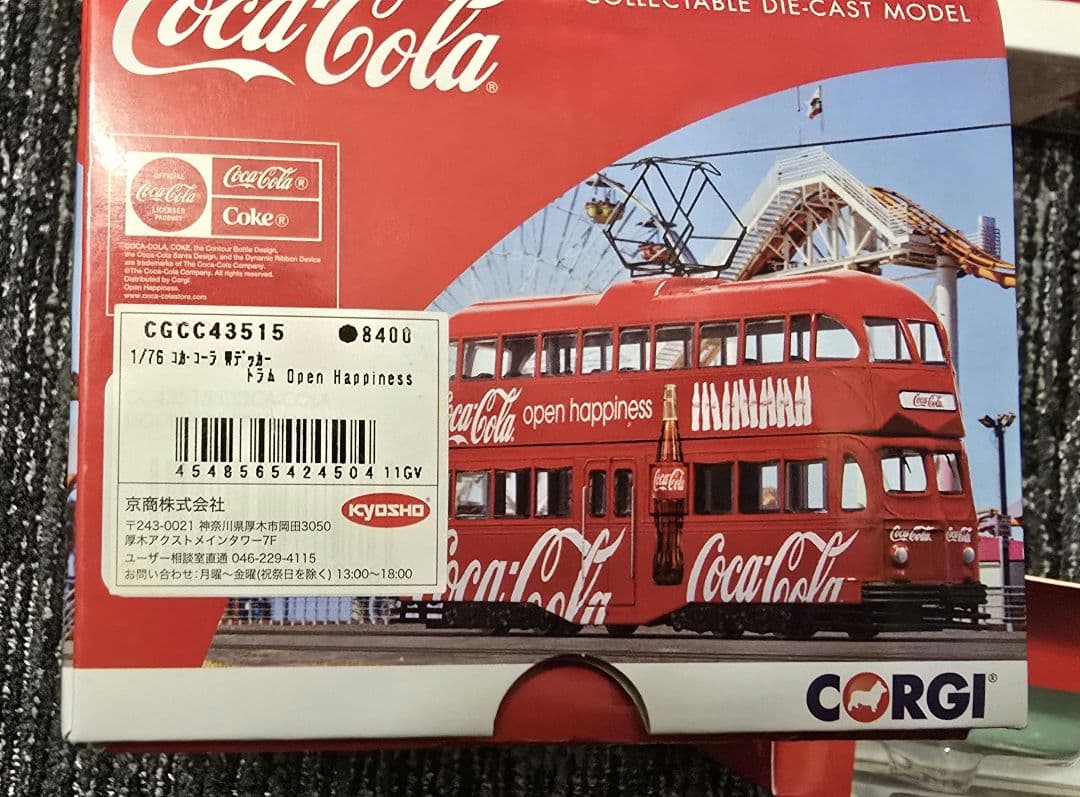 Coca-Cola®
COLLECTABLE DIE-CAST MODEL
OFFICIAL
Coca-Cola
LICENSED
PRODUCT
Coca-Cola®
Coke®
COCA-COLA, COKE, the Contour Bottle Design,
the Coca-Cola Santa Design, and the Dynamic Ribbon Device
are trademarks of The Coca-Cola Company.
©The Coca-Cola Company. All rights reserved.
Distributed by Corgi
Open Happiness.
www.coca-colastore.com
CGCC43515 ●8400
1/76 コカ・コーラ Wデッカー
トラム Open Happiness
4548565424504 11GV
京商株式会社
KYOSHO
〒243-0021 神奈川県厚木市岡田3050
厚木アクストメインタワー7F
ユーザー相談室直通 046-229-4115
お問い合わせ:月曜〜金曜(祝祭日を除く) 13:00〜18:00
Coca-Cola open happiness
Coca-Cola
Coca-Cola
Coca-Cola
Coca-Cola
Coca-Cola
Coca-Cola
CORGI®